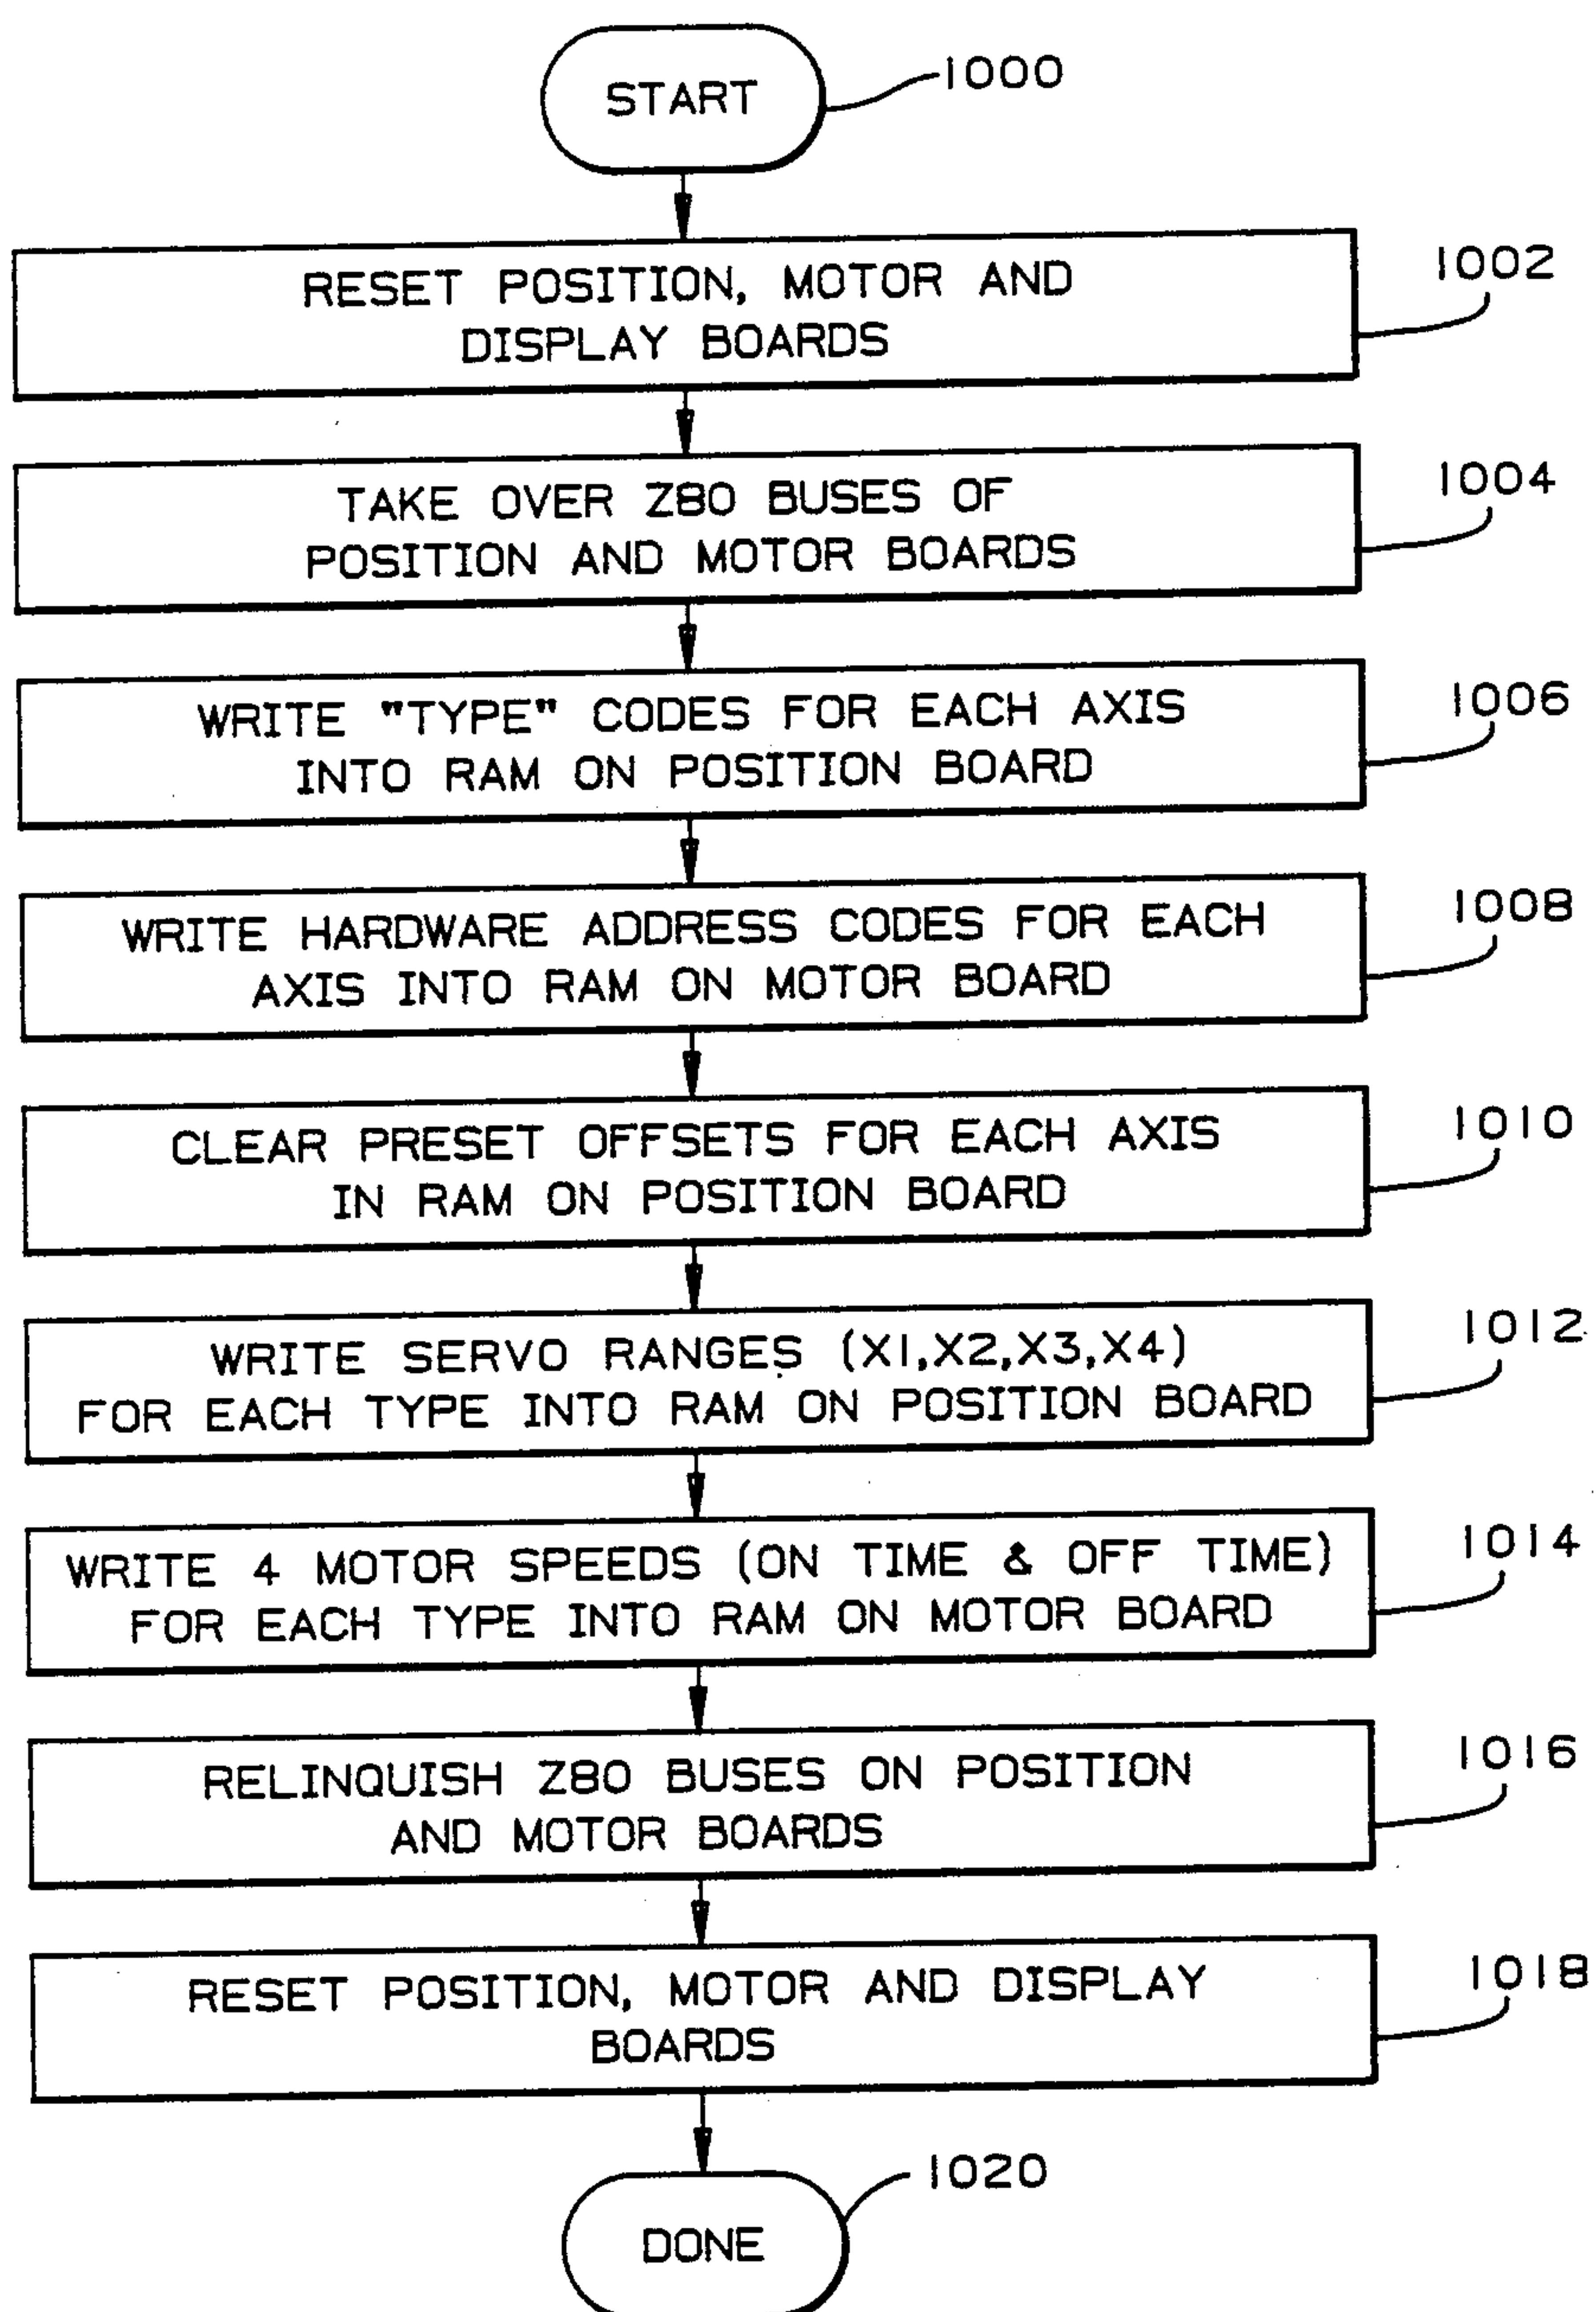 START
1000
RESET POSITION, MOTOR AND
DISPLAY BOARDS
1002
TAKE OVER Z80 BUSES OF
POSITION AND MOTOR BOARDS
1004
WRITE "TYPE" CODES FOR EACH AXIS
INTO RAM ON POSITION BOARD
1006
WRITE HARDWARE ADDRESS CODES FOR EACH
AXIS INTO RAM ON MOTOR BOARD
1008
CLEAR PRESET OFFSETS FOR EACH AXIS
IN RAM ON POSITION BOARD
1010
WRITE SERVO RANGES (X1,X2,X3,X4)
FOR EACH TYPE INTO RAM ON POSITION BOARD
1012
WRITE 4 MOTOR SPEEDS (ON TIME & OFF TIME)
FOR EACH TYPE INTO RAM ON MOTOR BOARD
1014
RELINQUISH Z80 BUSES ON POSITION
AND MOTOR BOARDS
1016
RESET POSITION, MOTOR AND DISPLAY
BOARDS
1018
DONE
1020